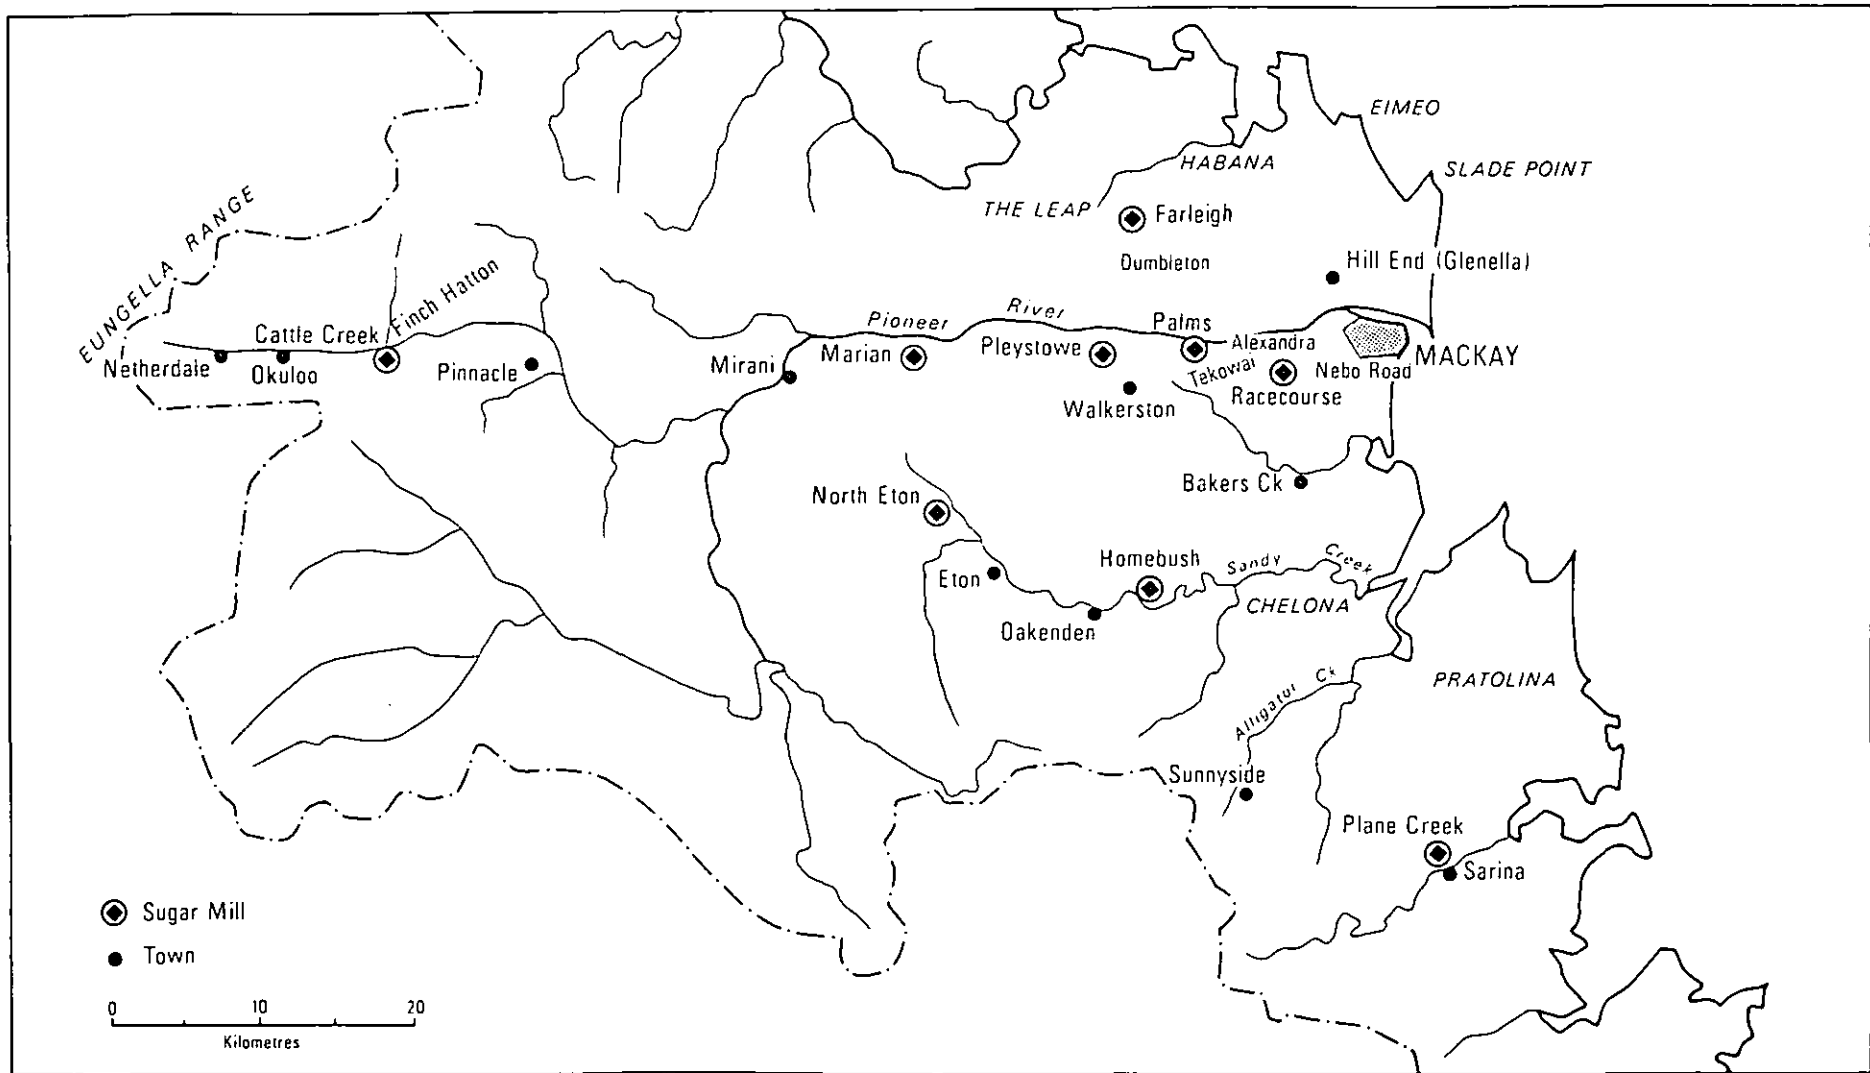 EIMEO
HABANA
SLADE POINT
THE LEAP
Farleigh
EUNGELLA RANGE
Dumbleton
Hill End (Glenella)
Pioneer River
Palms
Cattle Creek
Finch Hatton
Netherdale
Okuloo
Pinnacle
Mirani
Marian
Pleystowe
Alexandra
Tekowai
Nebo Road
MACKAY
Racecourse
Walkerston
Bakers Ck
North Eton
Eton
Homebush
Sandy Creek
CHELONA
Oakenden
PRATOLINA
Alligatur Ck
Sunnyside
Plane Creek
Sarina
Sugar Mill
Town
0 10 20
Kilometres